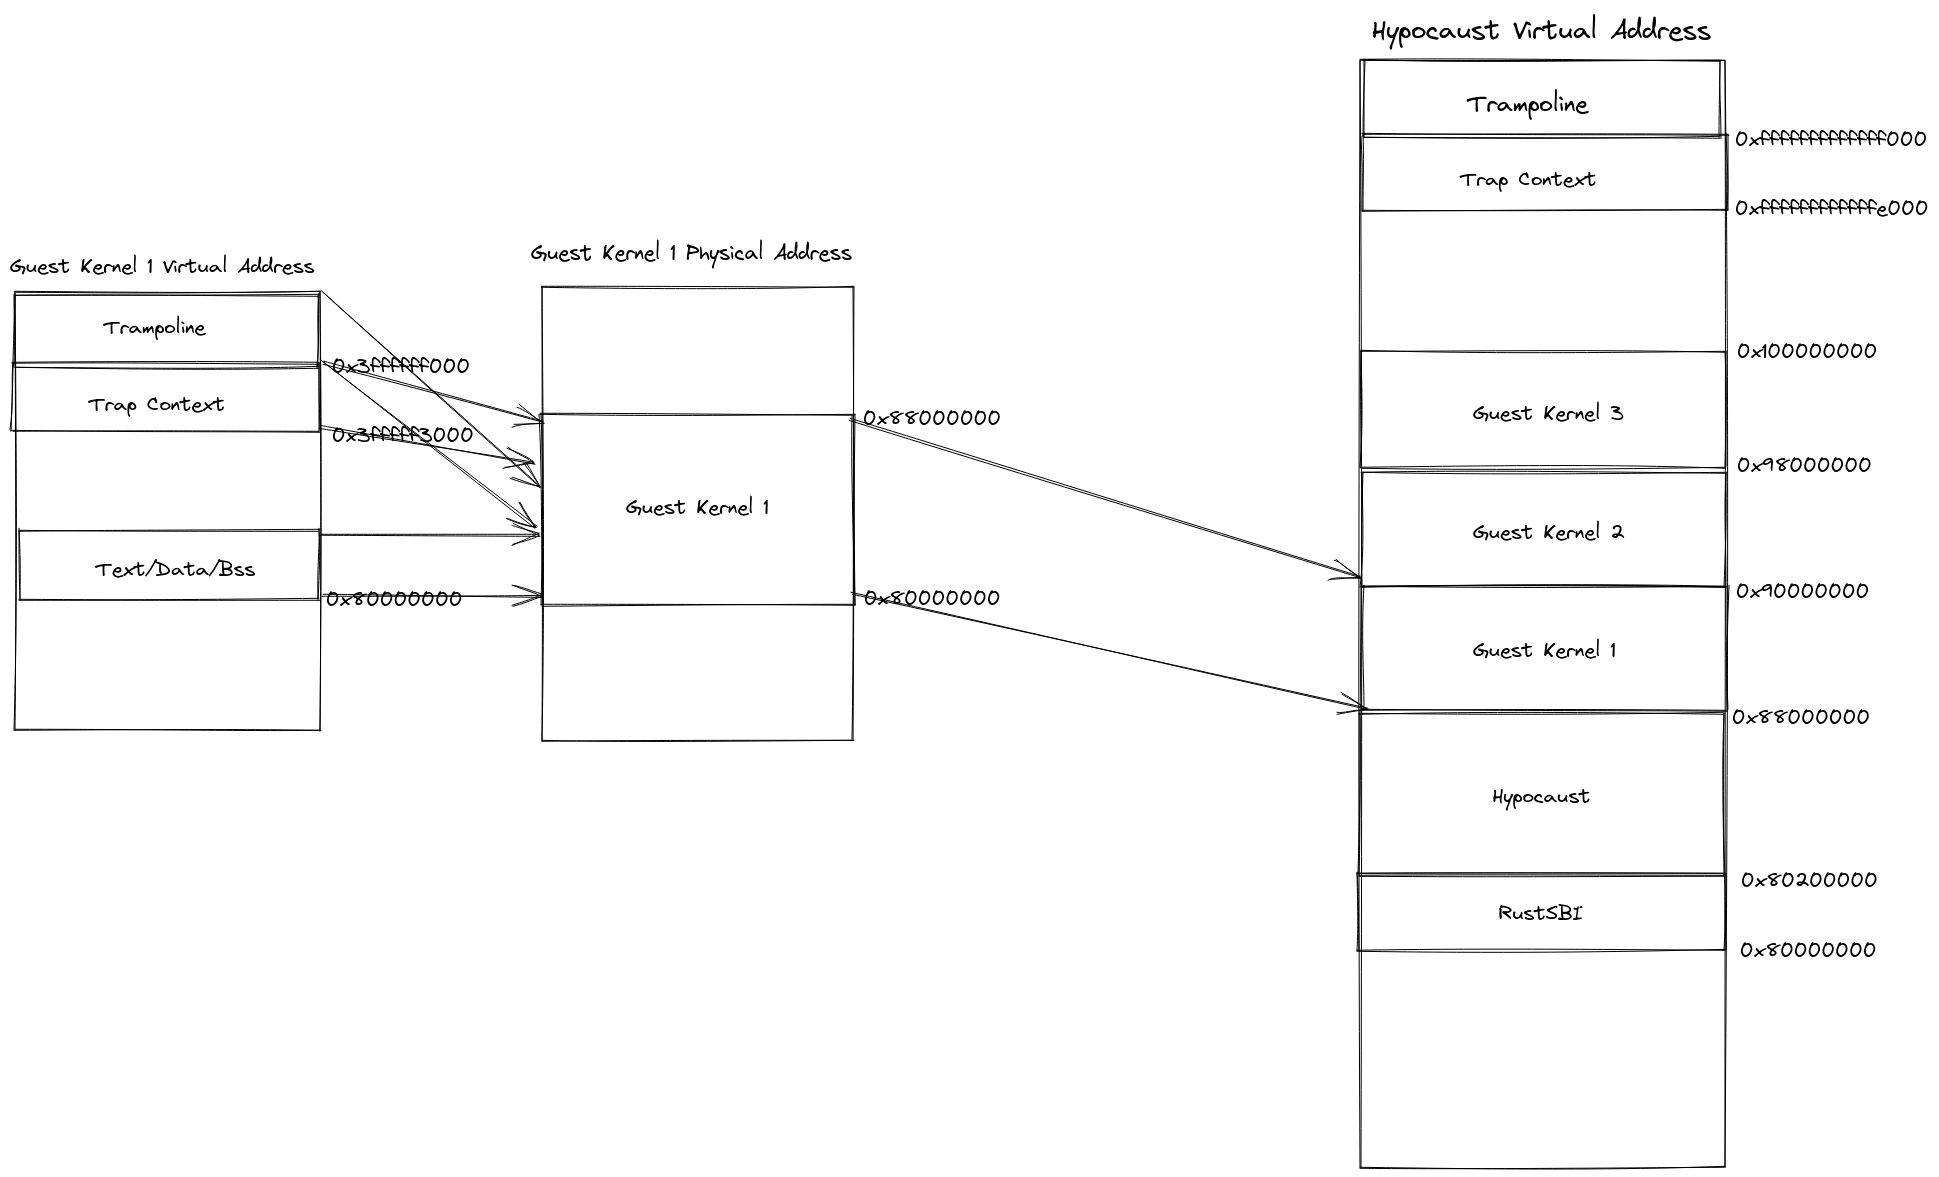 Hypocaust Virtual Address
Trampoline
0xfffffffffffff000
Trap Context
0xffffffffffffe000
Guest Kernel 1 Virtual Address
Trampoline
0x3ffffff000
Trap Context
0x3fffff3000
Text/Data/Bss
0x80000000
Guest Kernel 1 Physical Address
0x88000000
Guest Kernel 1
0x80000000
0x100000000
Guest Kernel 3
0x98000000
Guest Kernel 2
0x90000000
Guest Kernel 1
0x88000000
Hypocaust
0x80200000
RustSBI
0x80000000